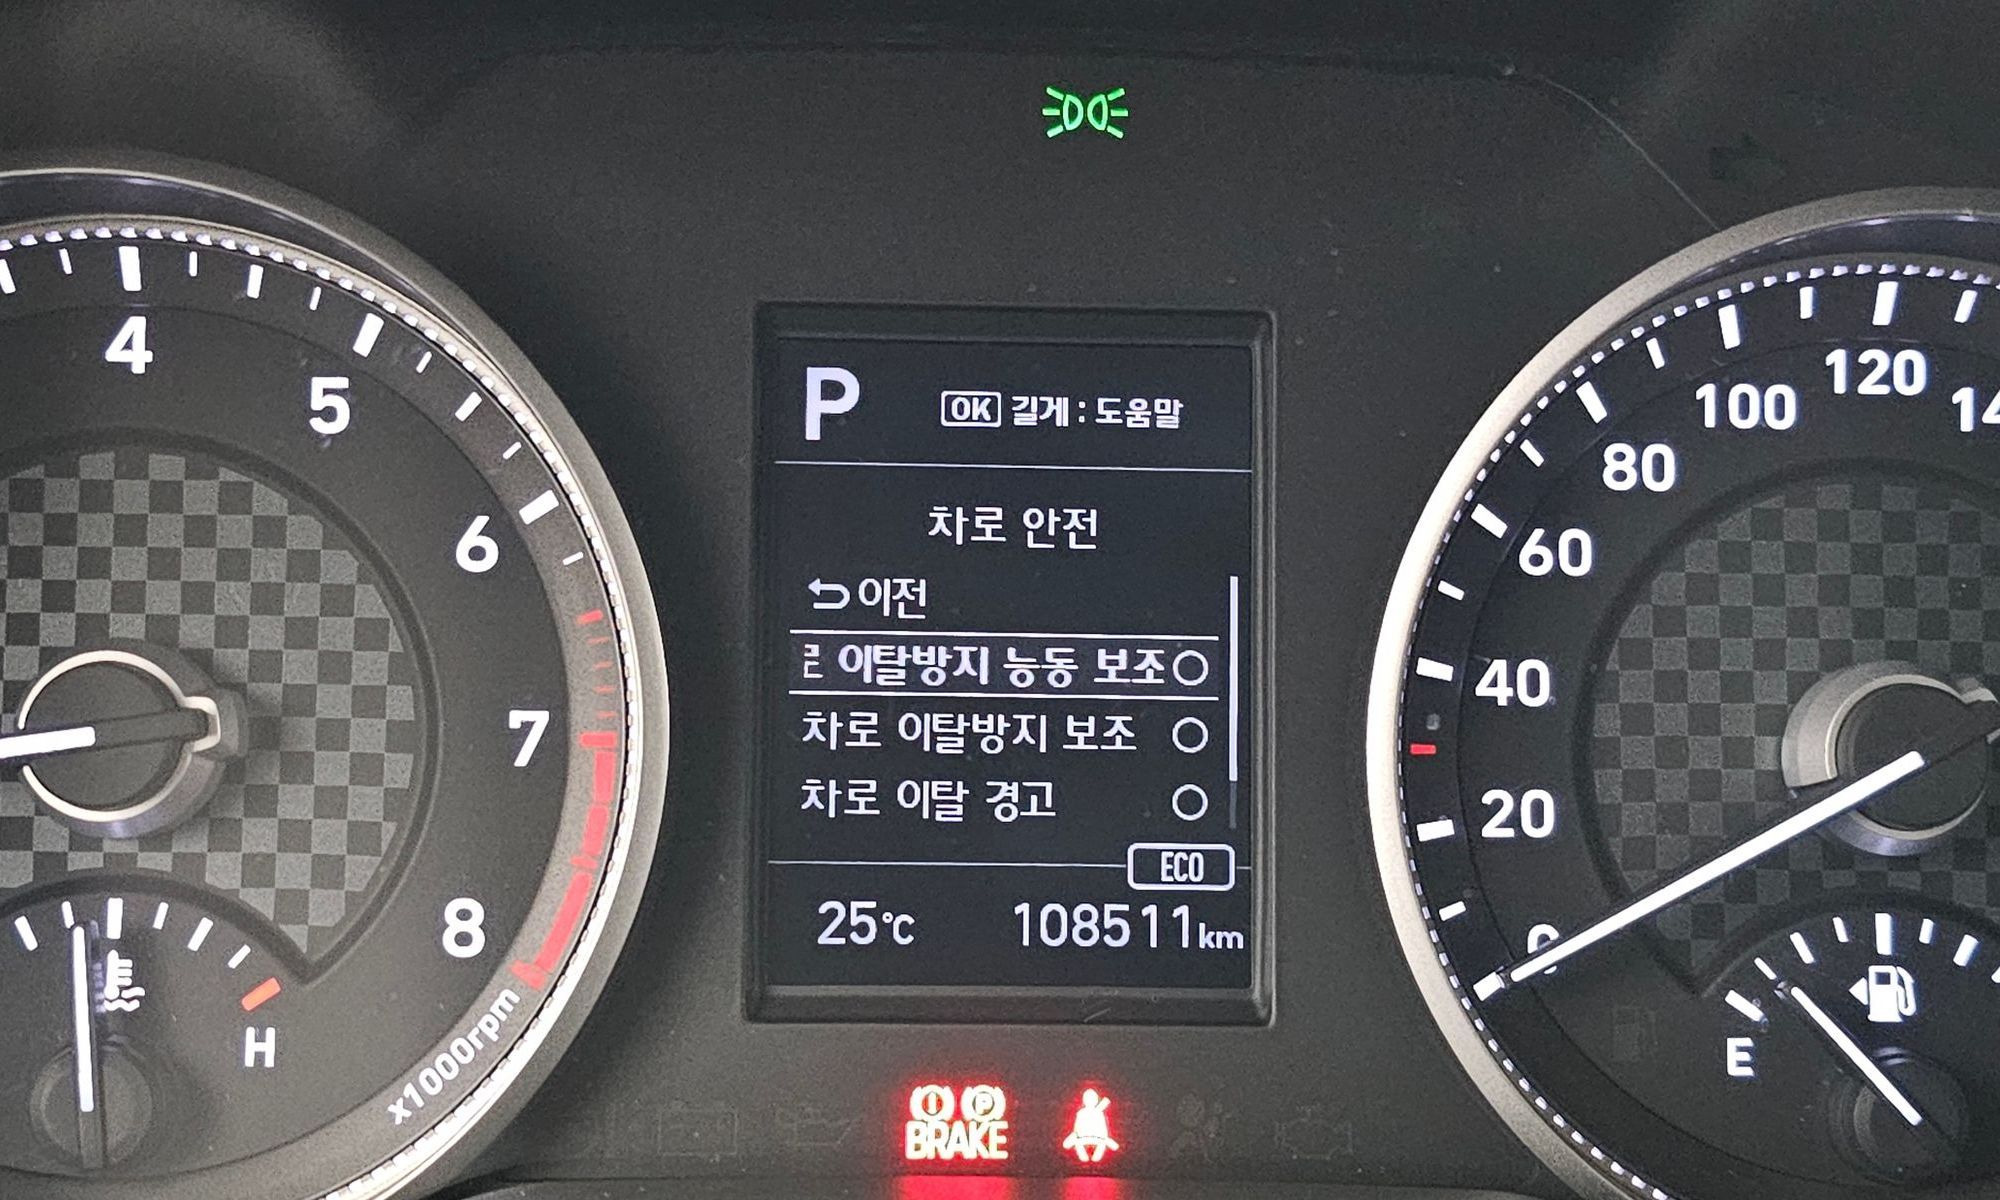 4
5
6
7
8
x1000rpm
H
P
OK 길게 : 도움말
차로 안전
이전
이탈방지 능동 보조
차로 이탈방지 보조
차로 이탈 경고
ECO
25℃
108511km
BRAKE
P
120
100
80
60
40
20
0
E